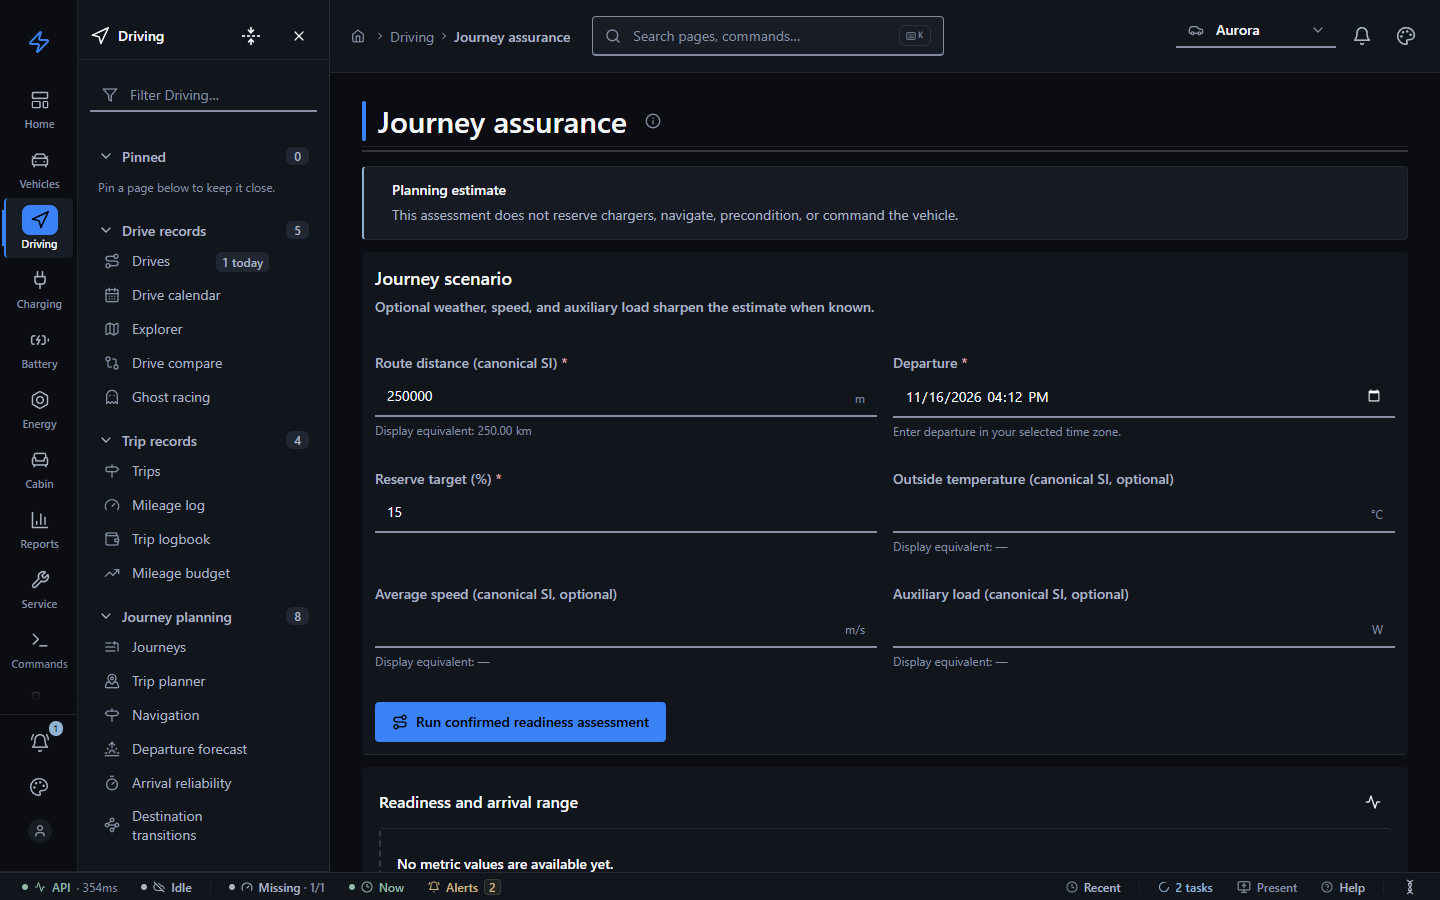 Home
Vehicles
Driving
Charging
Battery
Energy
Cabin
Reports
Service
Commands
1
Driving
Filter Driving...
Pinned 0
Pin a page below to keep it close.
Drive records 5
Drives 1 today
Drive calendar
Explorer
Drive compare
Ghost racing
Trip records 4
Trips
Mileage log
Trip logbook
Mileage budget
Journey planning 8
Journeys
Trip planner
Navigation
Departure forecast
Arrival reliability
Destination
transitions
Driving Journey assurance
Search pages, commands... K
Aurora
Journey assurance
Planning estimate
This assessment does not reserve chargers, navigate, precondition, or command the vehicle.
Journey scenario
Optional weather, speed, and auxiliary load sharpen the estimate when known.
Route distance (canonical SI) *
250000 m
Display equivalent: 250.00 km
Departure *
11/16/2026 04:12 PM
Enter departure in your selected time zone.
Reserve target (%) *
15
Outside temperature (canonical SI, optional)
°C
Display equivalent: —
Average speed (canonical SI, optional)
m/s
Display equivalent: —
Auxiliary load (canonical SI, optional)
W
Display equivalent: —
Run confirmed readiness assessment
Readiness and arrival range
No metric values are available yet.
API · 354ms Idle Missing · 1/1 Now Alerts 2 Recent 2 tasks Present Help